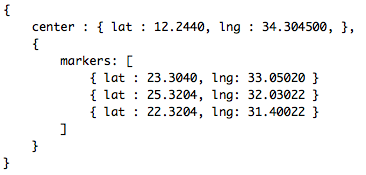 {
center : { lat : 12.2440, lng : 34.304500, },
{
markers: [
{ lat : 23.3040, lng: 33.05020 }
{ lat : 25.3204, lng: 32.03022 }
{ lat : 22.3204, lng: 31.40022 }
]
}
}